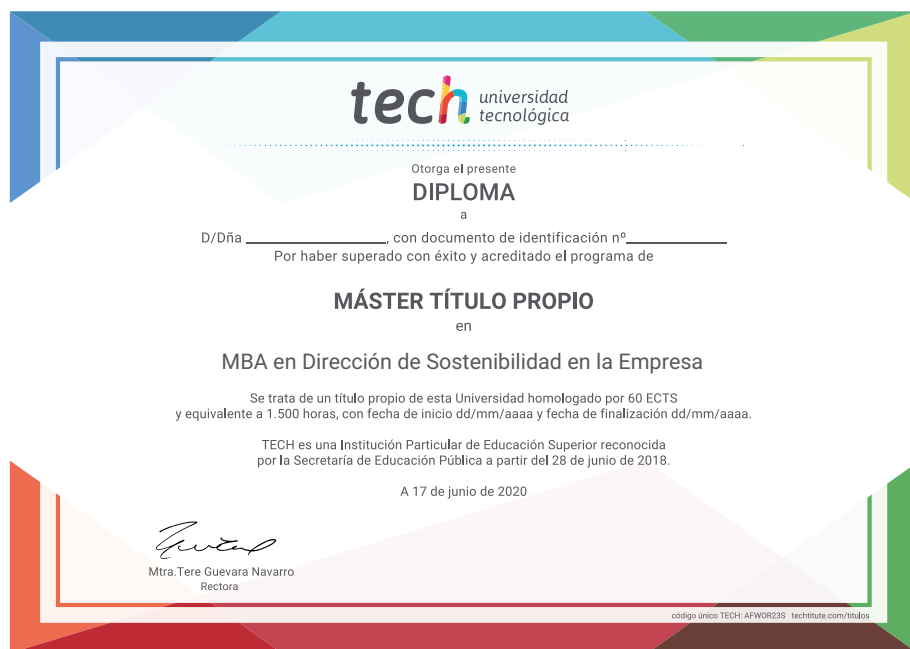 tech universidad
tecnológica
Otorga el presente
DIPLOMA
a
D/Dña ____________________, con documento de identificación nº______________
Por haber superado con éxito y acreditado el programa de
MÁSTER TÍTULO PROPIO
en
MBA en Dirección de Sostenibilidad en la Empresa
Se trata de un título propio de esta Universidad homologado por 60 ECTS
y equivalente a 1.500 horas, con fecha de inicio dd/mm/aaaa y fecha de finalización dd/mm/aaaa.
TECH es una Institución Particular de Educación Superior reconocida
por la Secretaría de Educación Pública a partir del 28 de junio de 2018.
A 17 de junio de 2020
Mtra.Tere Guevara Navarro
Rectora
código único TECH: AFWOR23S techtitute.com/titulos